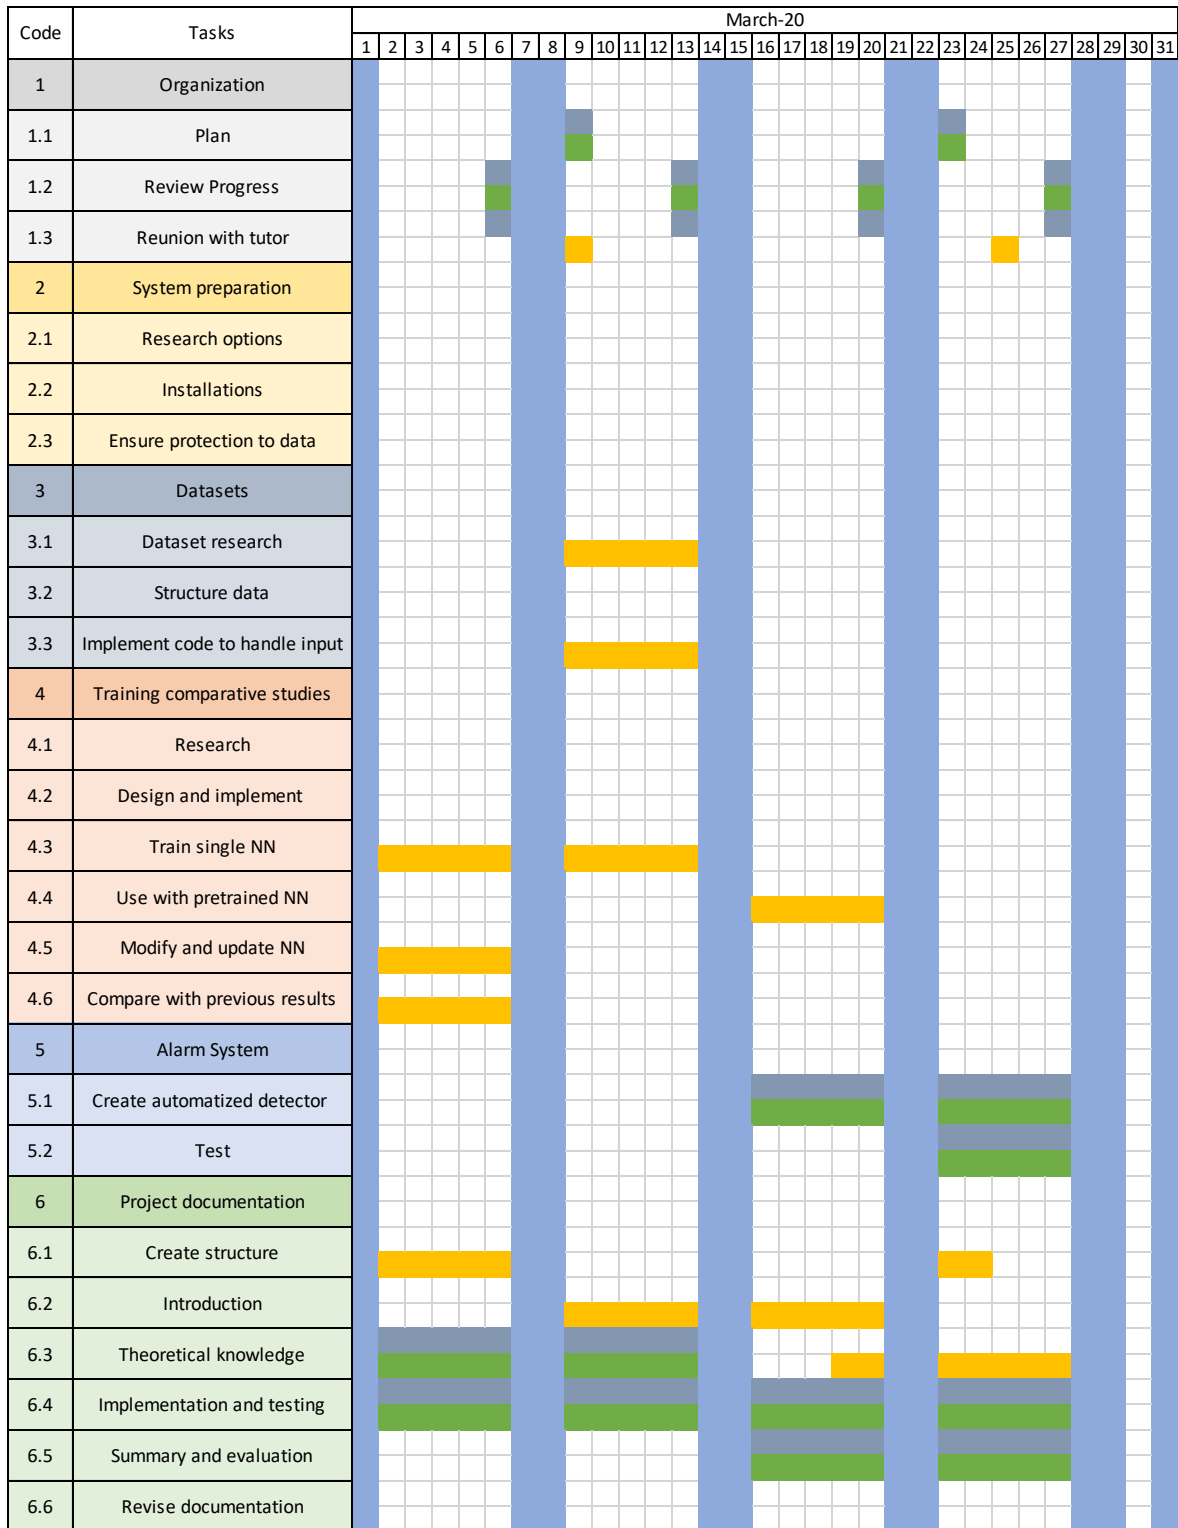 Code Tasks March-20
1 2 3 4 5 6 7 8 9 10 11 12 13 14 15 16 17 18 19 20 21 22 23 24 25 26 27 28 29 30 31
1 Organization
1.1 Plan
1.2 Review Progress
1.3 Reunion with tutor
2 System preparation
2.1 Research options
2.2 Installations
2.3 Ensure protection to data
3 Datasets
3.1 Dataset research
3.2 Structure data
3.3 Implement code to handle input
4 Training comparative studies
4.1 Research
4.2 Design and implement
4.3 Train single NN
4.4 Use with pretrained NN
4.5 Modify and update NN
4.6 Compare with previous results
5 Alarm System
5.1 Create automatized detector
5.2 Test
6 Project documentation
6.1 Create structure
6.2 Introduction
6.3 Theoretical knowledge
6.4 Implementation and testing
6.5 Summary and evaluation
6.6 Revise documentation